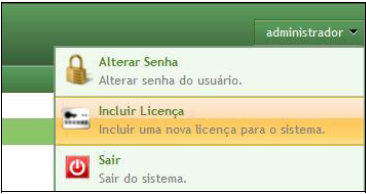 administrador
Alterar Senha
Alterar senha do usuário.
Incluir Licença
Incluir uma nova licença para o sistema.
Sair
Sair do sistema.